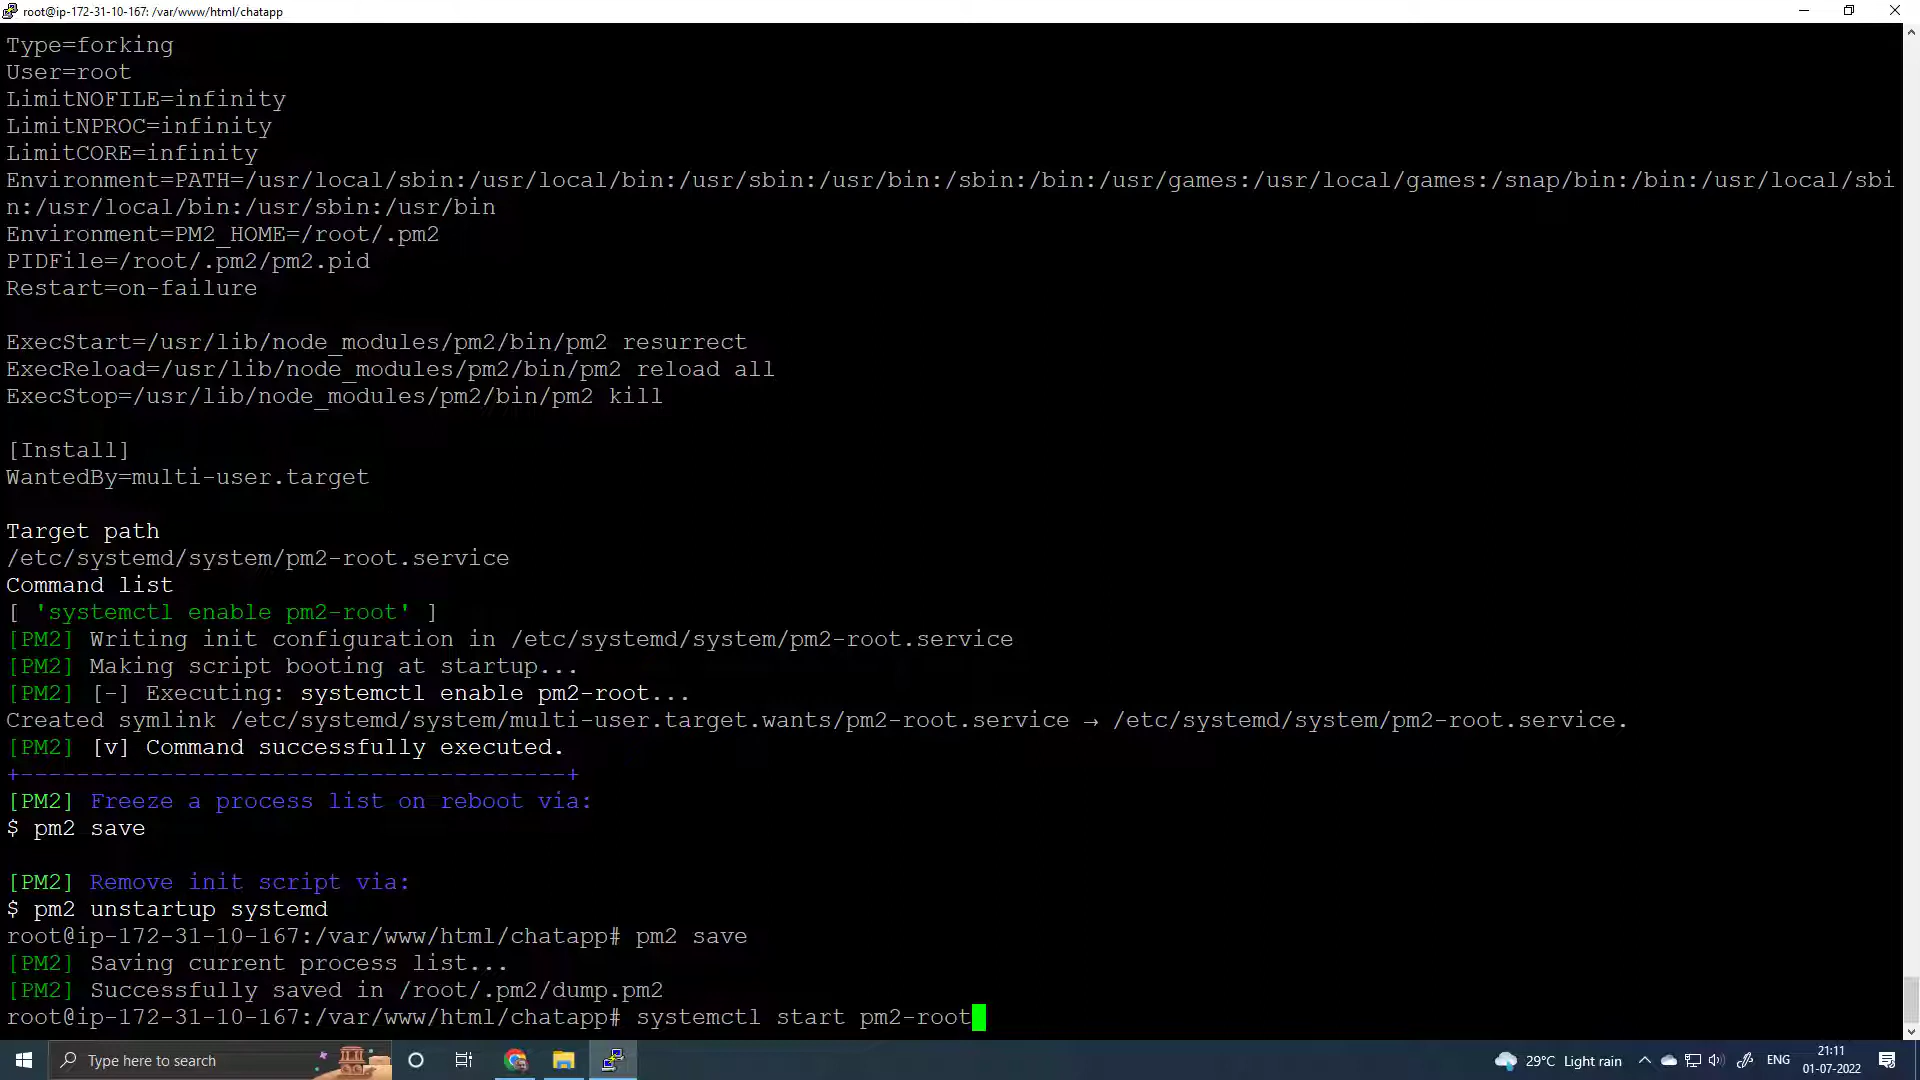 root@ip-172-31-10-167: /var/www/html/chatapp
Type=forking
User=root
LimitNOFILE=infinity
LimitNPROC=infinity
LimitCORE=infinity
Environment=PATH=/usr/local/sbin:/usr/local/bin:/usr/sbin:/usr/bin:/sbin:/bin:/usr/games:/usr/local/games:/snap/bin:/bin:/usr/local/sbi
n:/usr/local/bin:/usr/sbin:/usr/bin
Environment=PM2_HOME=/root/.pm2
PIDFile=/root/.pm2/pm2.pid
Restart=on-failure
ExecStart=/usr/lib/node_modules/pm2/bin/pm2 resurrect
ExecReload=/usr/lib/node_modules/pm2/bin/pm2 reload all
ExecStop=/usr/lib/node_modules/pm2/bin/pm2 kill
[Install]
WantedBy=multi-user.target
Target path
/etc/systemd/system/pm2-root.service
Command list
[ 'systemctl enable pm2-root' ]
[PM2] Writing init configuration in /etc/systemd/system/pm2-root.service
[PM2] Making script booting at startup...
[PM2] [-] Executing: systemctl enable pm2-root...
Created symlink /etc/systemd/system/multi-user.target.wants/pm2-root.service → /etc/systemd/system/pm2-root.service.
[PM2] [v] Command successfully executed.
+---------------------------------------+
[PM2] Freeze a process list on reboot via:
$ pm2 save
[PM2] Remove init script via:
$ pm2 unstartup systemd
root@ip-172-31-10-167:/var/www/html/chatapp# pm2 save
[PM2] Saving current process list...
[PM2] Successfully saved in /root/.pm2/dump.pm2
root@ip-172-31-10-167:/var/www/html/chatapp# systemctl start pm2-root
Type here to search
29°C Light rain
ENG
21:11
01-07-2022